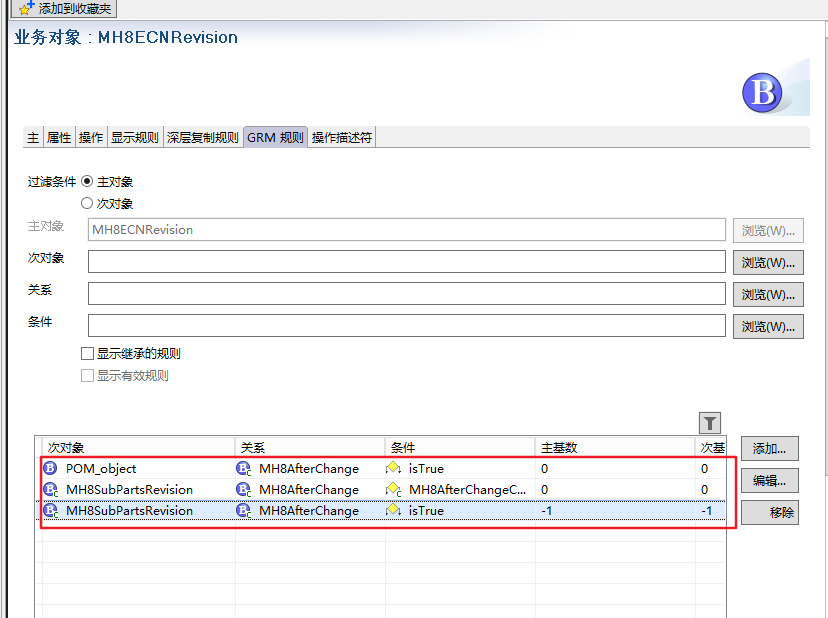 添加到收藏夹
业务对象 : MH8ECNRevision
B
主 属性 操作 显示规则 深层复制规则 GRM 规则 操作描述符
过滤条件 主对象
次对象
主对象 MH8ECNRevision 浏览(W)...
次对象 浏览(W)...
关系 浏览(W)...
条件 浏览(W)...
显示继承的规则
显示有效规则
次对象 关系 条件 主基数 次基 添加...
POM_object MH8AfterChange isTrue 0 0
MH8SubPartsRevision MH8AfterChange MH8AfterChangeC... 0 0 编辑...
MH8SubPartsRevision MH8AfterChange isTrue -1 -1 移除